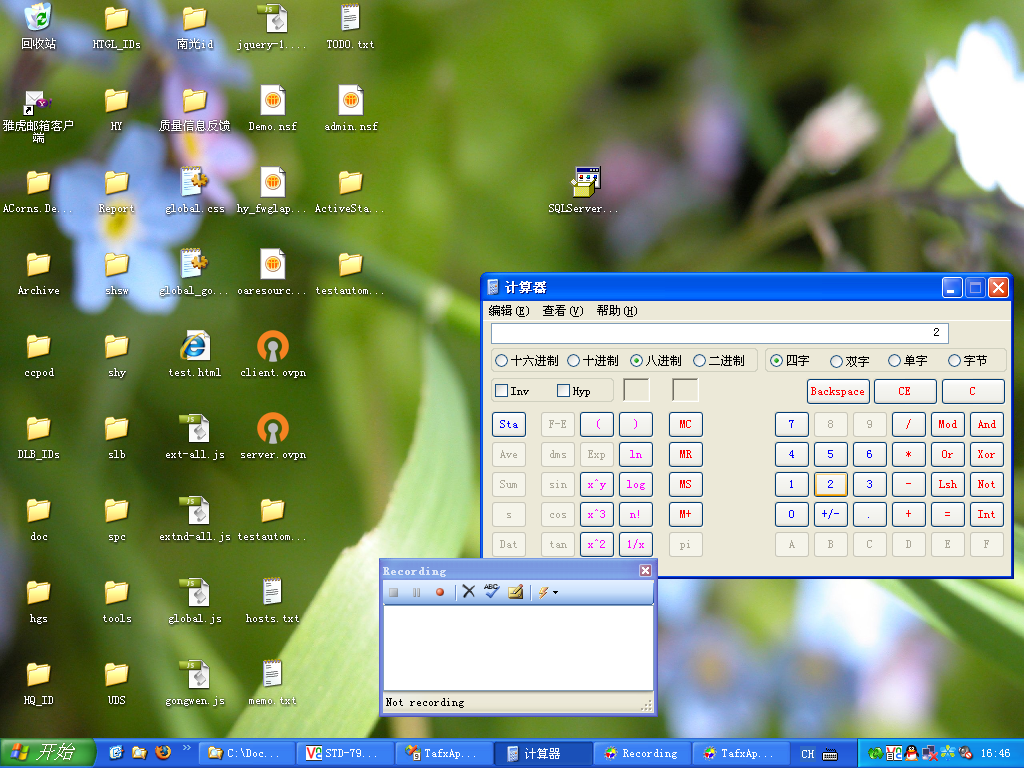 回收站
HTGL_IDs
南光id
jquery-1....
TODO.txt
雅虎邮箱客户
端
HY
质量信息反馈
Demo.nsf
admin.nsf
ACorns.De...
Report
global.css
hy_fwglap...
ActiveSta...
SQLServer...
Archive
shsw
global_go...
oaresourc...
testautom...
ccpod
shy
test.html
client.ovpn
DLB_IDs
slb
ext-all.js
server.ovpn
doc
spc
extnd-all.js
testautom...
hgs
tools
global.js
hosts.txt
HQ_ID
UDS
gongwen.js
memo.txt
计算器
编辑(E) 查看(V) 帮助(H)
2
十六进制 十进制 八进制 二进制 四字 双字 单字 字节
Inv Hyp Backspace CE C
Sta F-E ( ) MC 7 8 9 / Mod And
Ave dms Exp ln MR 4 5 6 * Or Xor
Sum sin x^y log MS 1 2 3 - Lsh Not
s cos x^3 n! M+ 0 +/- . + = Int
Dat tan x^2 1/x pi A B C D E F
Recording
ABC
Not recording
开始
C:\Doc...
STD-79...
TafxAp...
计算器
Recording
TafxAp...
CH
16:46